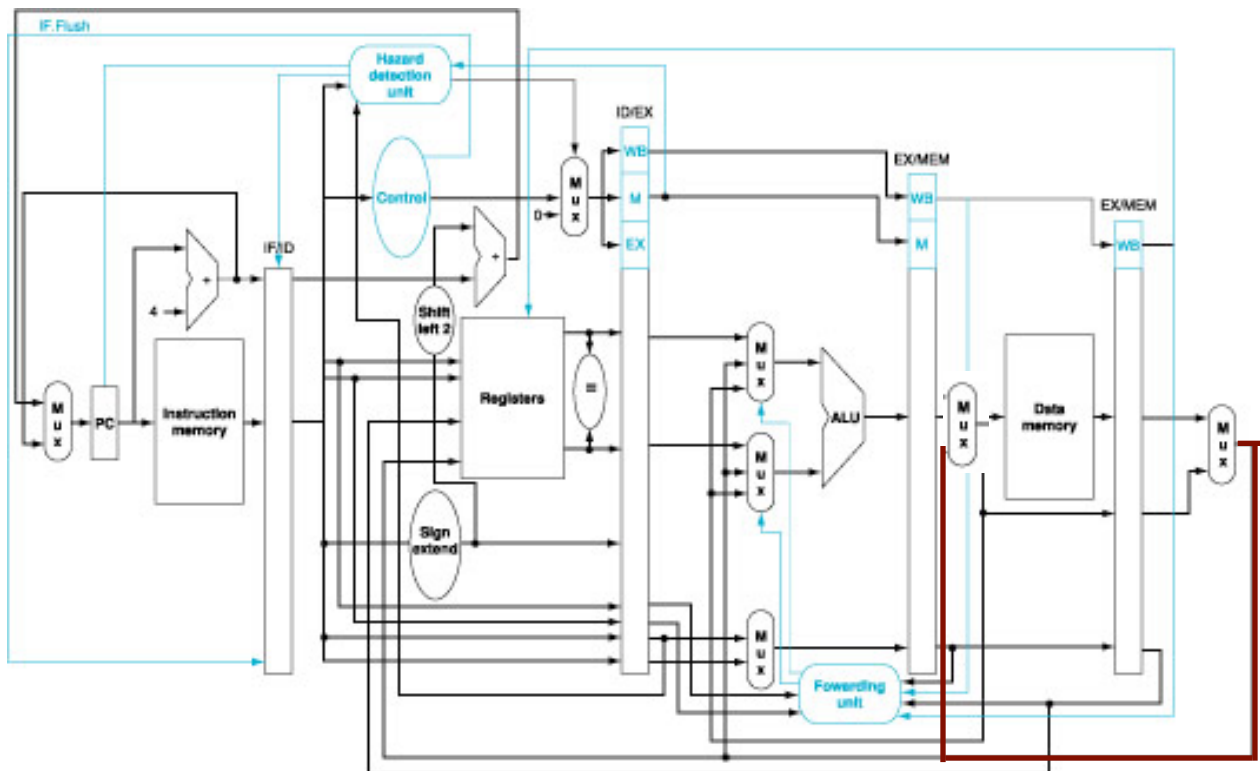 IF.Flush
Hazard
detection
unit
ID/EX
WB
EX/MEM
Control
M
u
x
M
WB
EX/MEM
0
IF/ID
EX
M
WB
+
+
4
Shift
left 2
M
u
x
Registers
=
M
u
x
PC
Instruction
memory
ALU
M
u
x
Data
memory
M
u
x
M
u
x
Sign
extend
M
u
x
Fowarding
unit